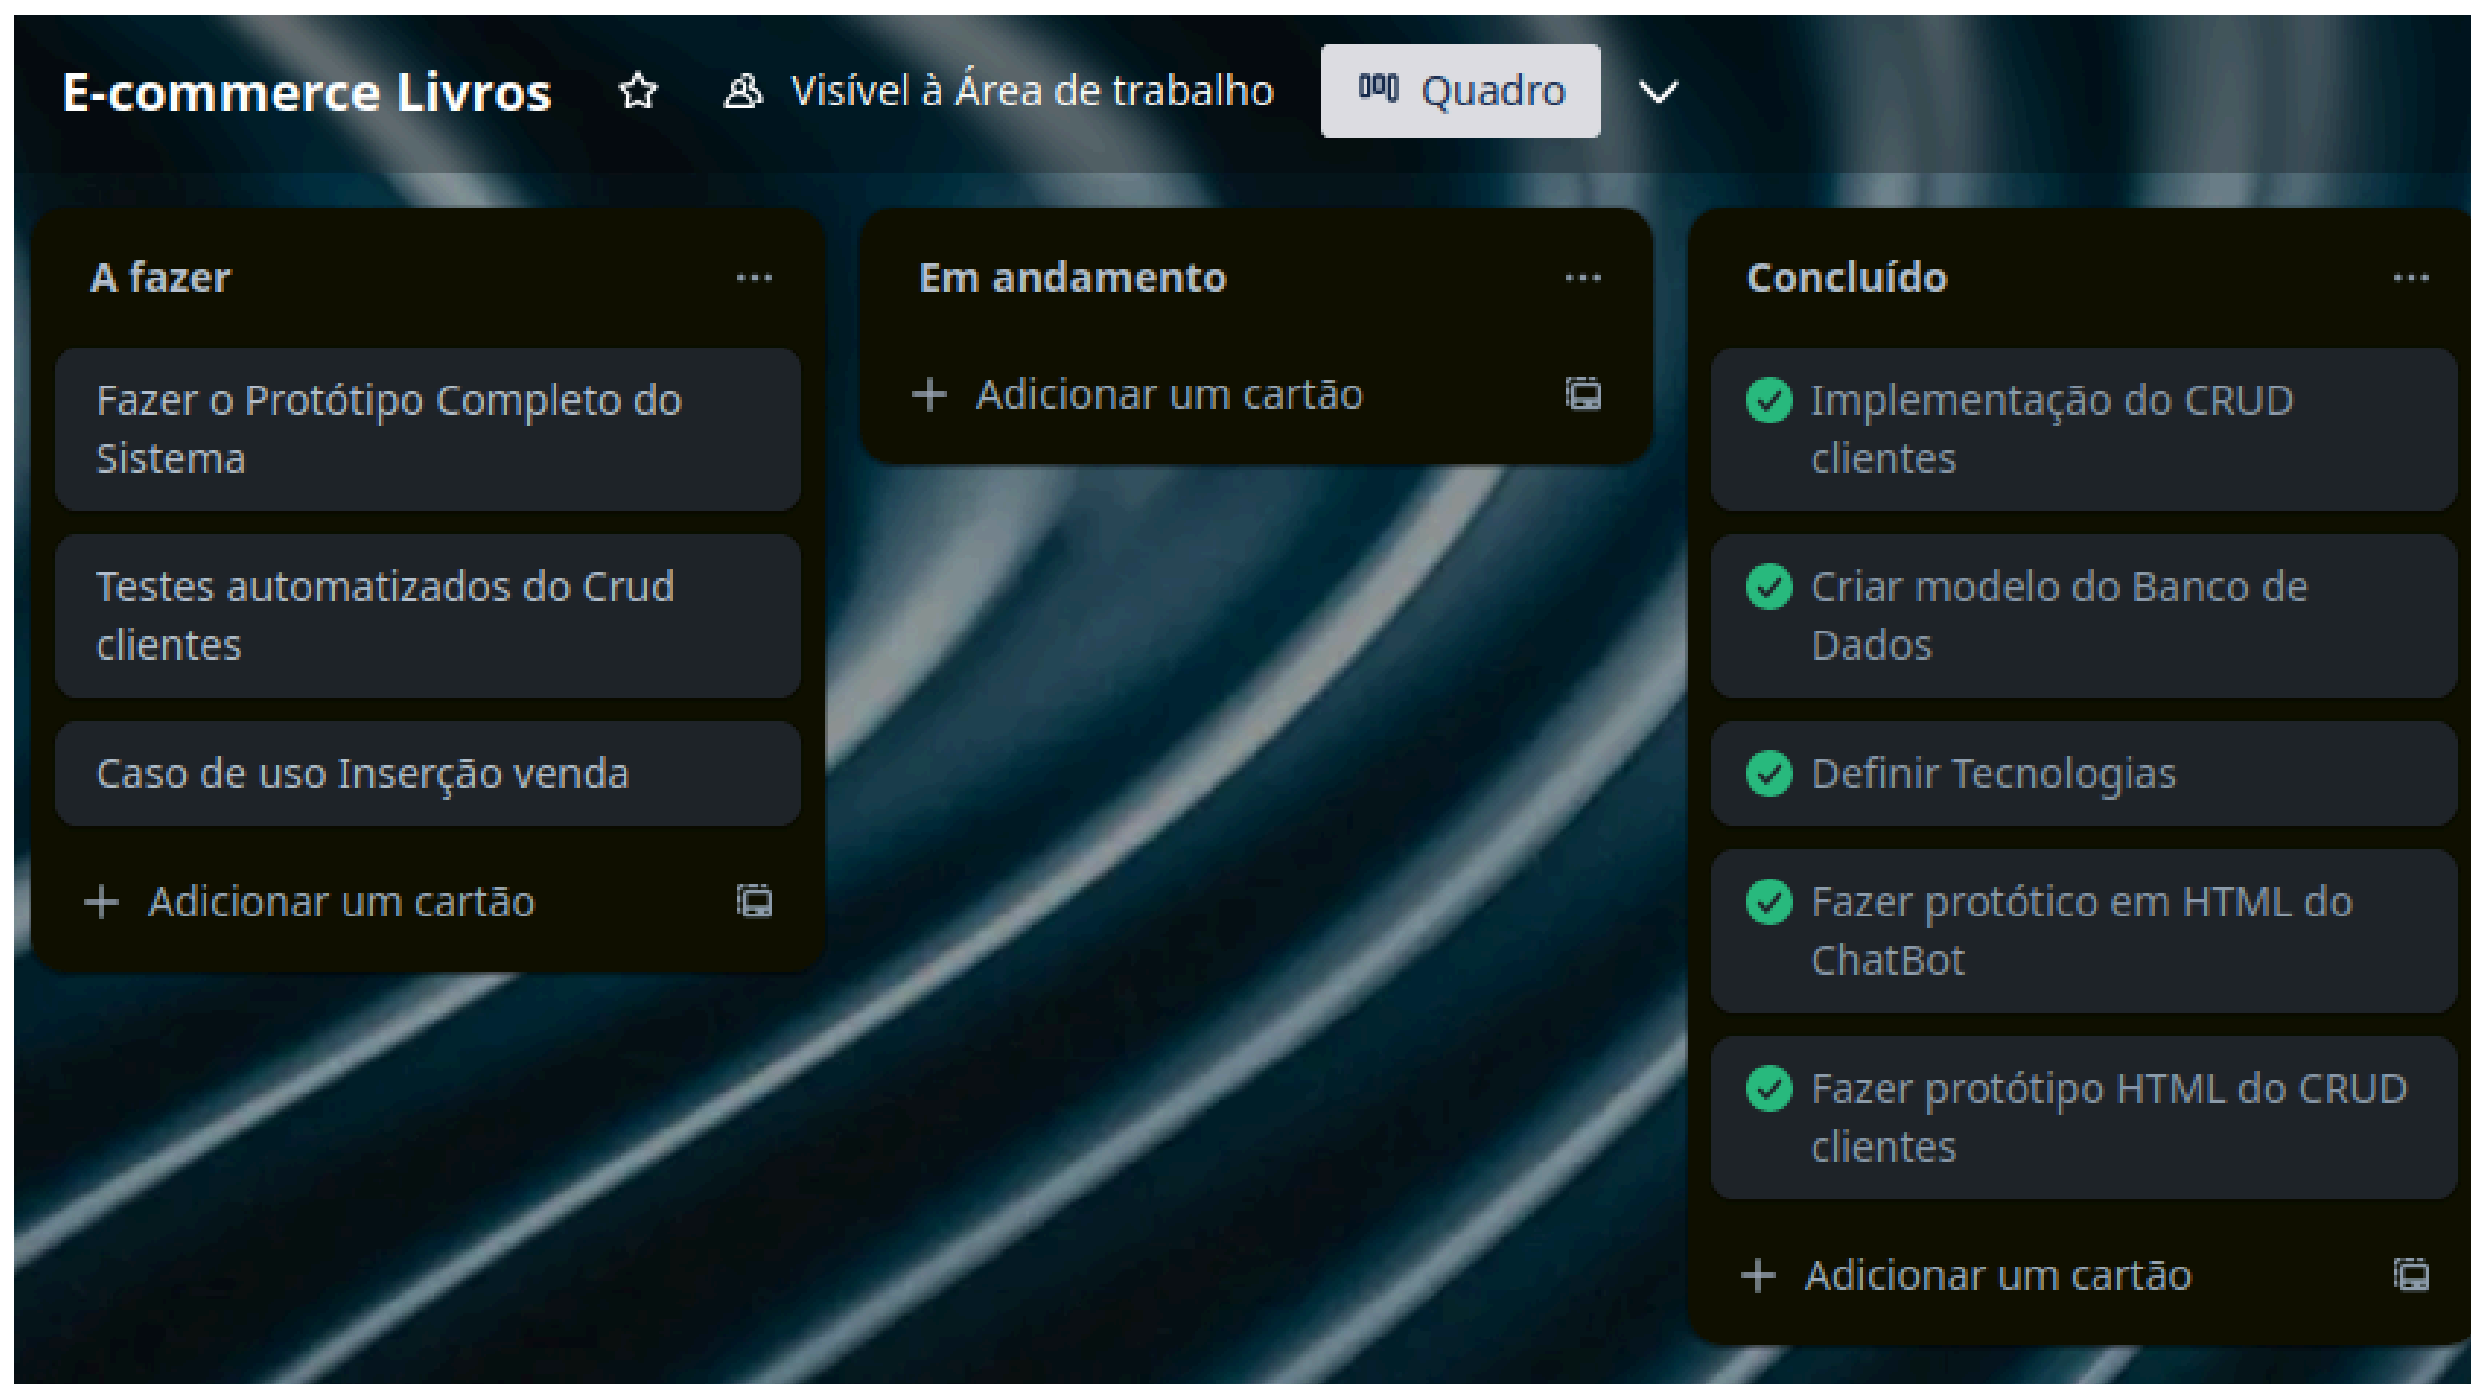 E-commerce Livros
Visível à Área de trabalho
Quadro
A fazer
Fazer o Protótipo Completo do
Sistema
Testes automatizados do Crud
clientes
Caso de uso Inserção venda
Adicionar um cartão
Em andamento
Adicionar um cartão
Concluído
Implementação do CRUD
clientes
Criar modelo do Banco de
Dados
Definir Tecnologias
Fazer protótico em HTML do
ChatBot
Fazer protótipo HTML do CRUD
clientes
Adicionar um cartão